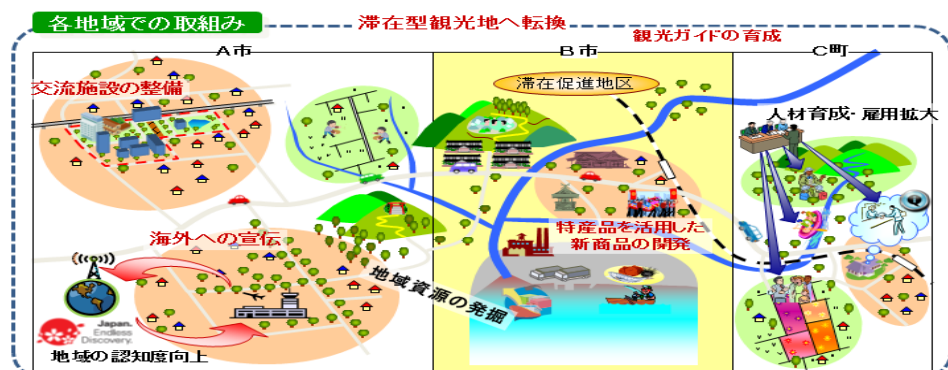 各地域での取組み
滞在型観光地へ転換
観光ガイドの育成
A市
B市
C町
交流施設の整備
滞在促進地区
人材育成・雇用拡大
海外への宣伝
特産品を活用した
新商品の開発
地域資源の発掘
Japan.
Endless
Discovery.
地域の認知度向上